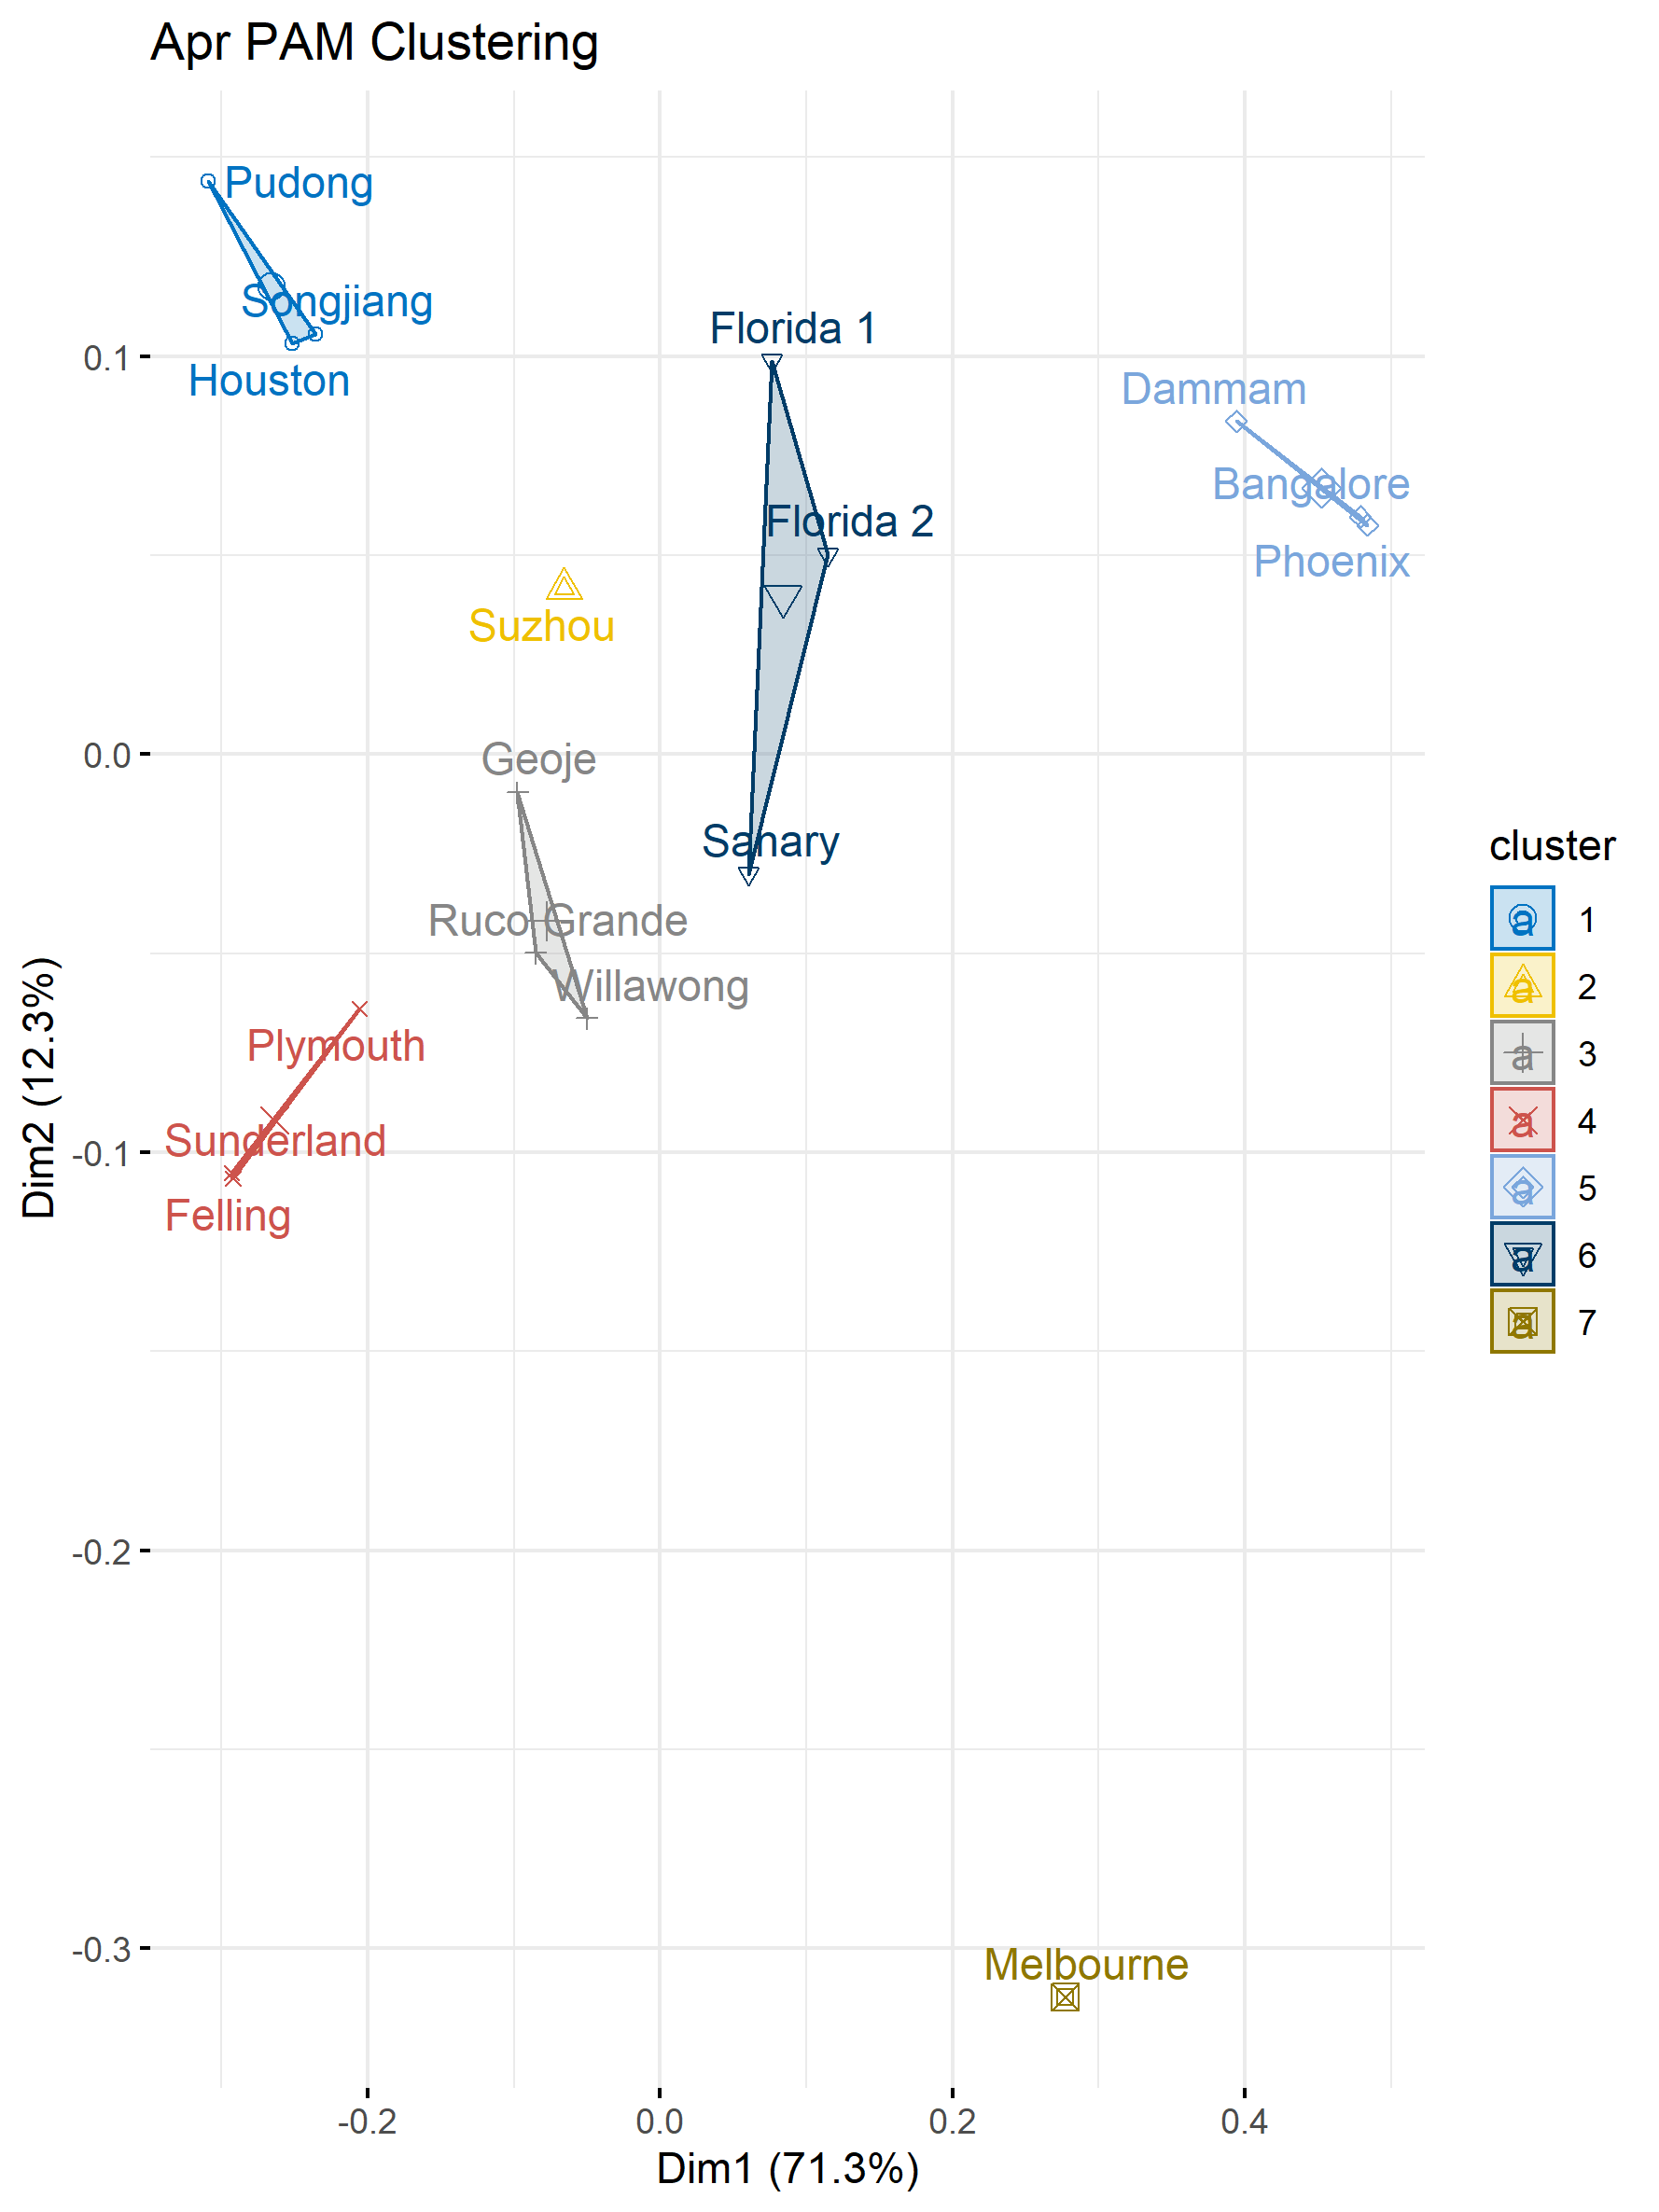 Apr PAM Clustering
Pudong
Songjiang
Houston
Florida 1
Dammam
Bangalore
Florida 2
Phoenix
Suzhou
Geoje
Sanary
Ruco Grande
Willawong
Plymouth
Sunderland
Felling
Melbourne
0.1
0.0
-0.1
-0.2
-0.3
Dim2 (12.3%)
-0.2
0.0
0.2
0.4
Dim1 (71.3%)
cluster
a 1
a 2
a 3
a 4
a 5
a 6
a 7